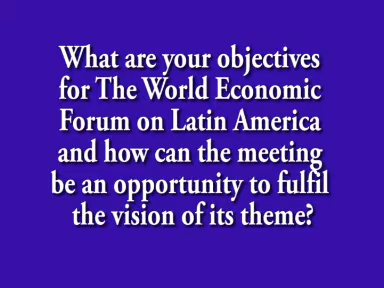 What are your objectives
for The World Economic
Forum on Latin America
and how can the meeting
be an opportunity to fulfil
the vision of its theme?